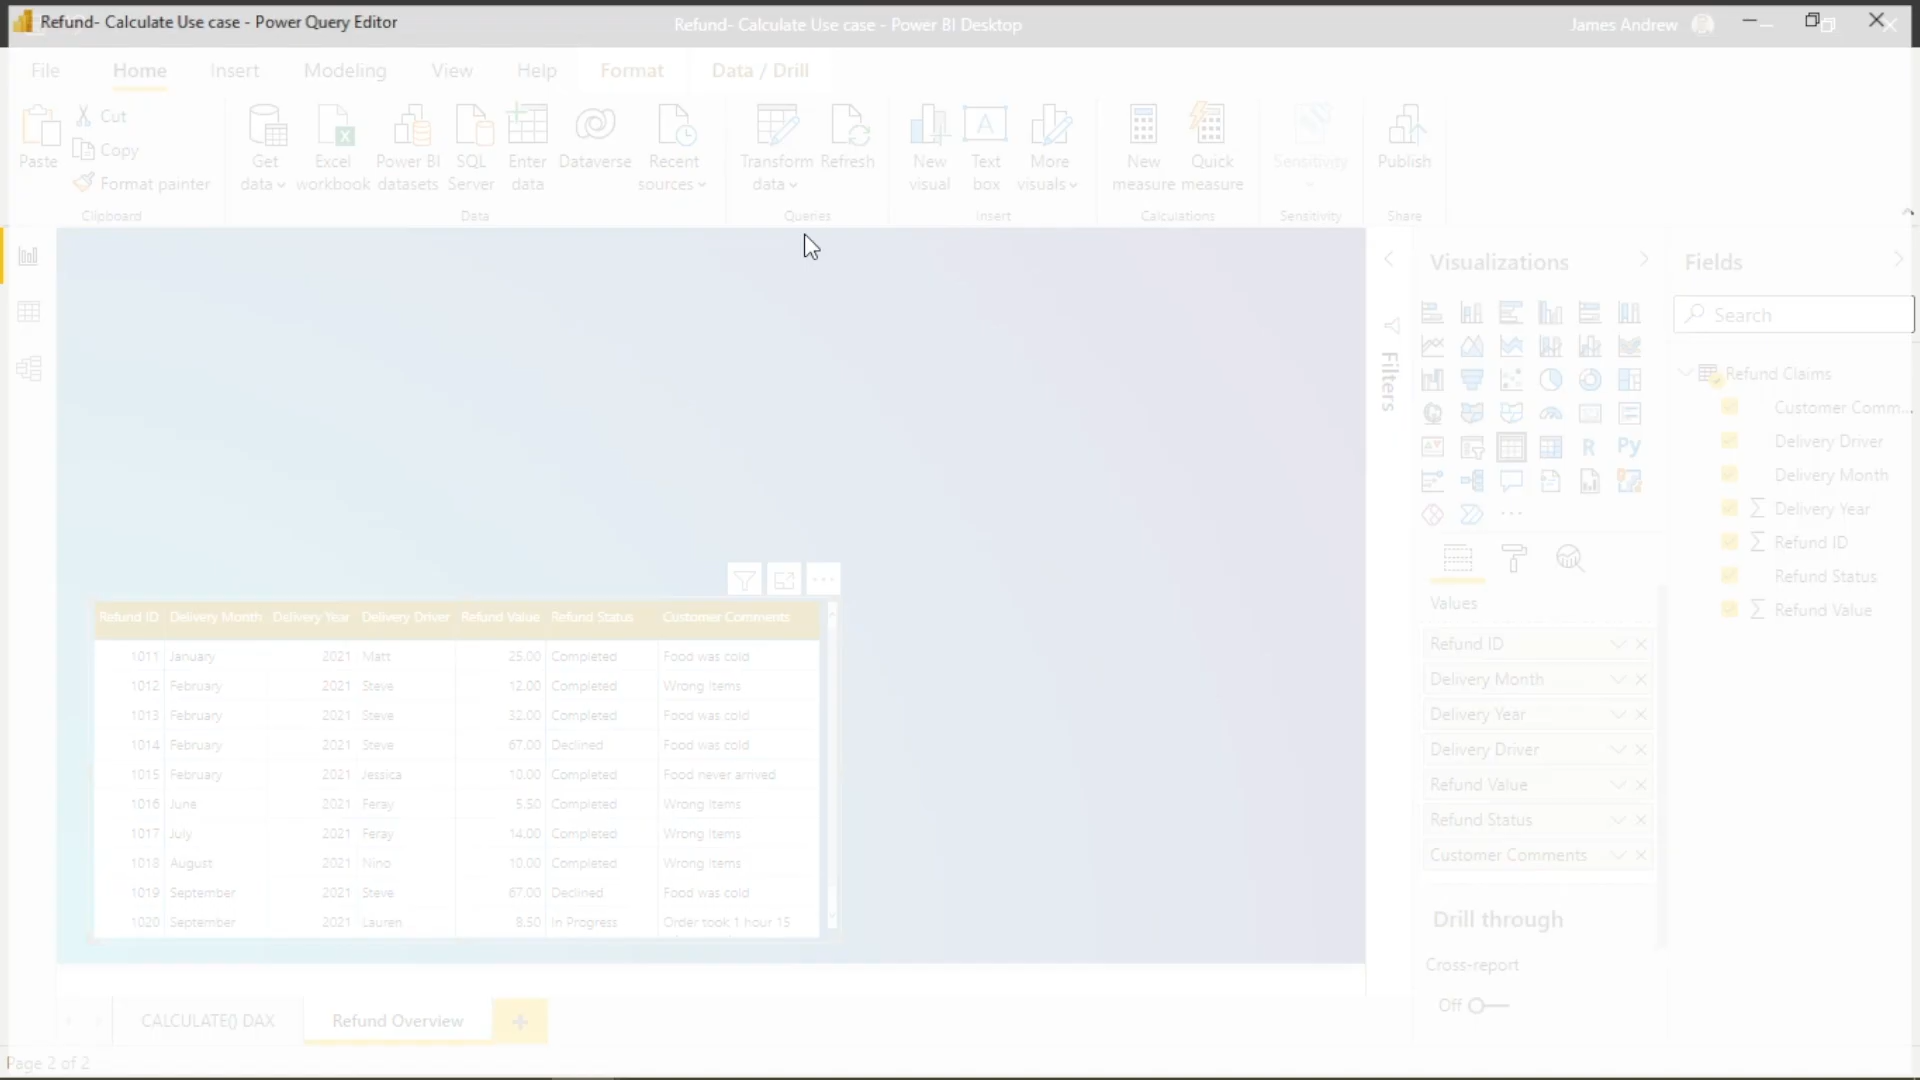 Refund- Calculate Use case - Power Query Editor
Refund- Calculate Use case - Power BI Desktop
James Andrew
File
Home
Insert
Modeling
View
Help
Format
Data / Drill
Paste
Cut
Copy
Format painter
Clipboard
Get
data
Excel
workbook
Power BI
datasets
SQL
Server
Enter
data
Dataverse
Recent
sources
Data
Transform
data
Refresh
Queries
New
visual
Text
box
More
visuals
Insert
New
measure
Quick
measure
Calculations
Sensitivity
Sensitivity
Publish
Share
Filters
Visualizations
Fields
Search
Refund Claims
Customer Comm...
Delivery Driver
Delivery Month
Delivery Year
Refund ID
Refund Status
Refund Value
R
Py
Values
Refund ID
Delivery Month
Delivery Year
Delivery Driver
Refund Value
Refund Status
Customer Comments
Drill through
Cross-report
Off
Refund ID Delivery Month Delivery Year Delivery Driver Refund Value Refund Status Customer Comments
1011 January 2021 Matt 25.00 Completed Food was cold
1012 February 2021 Steve 12.00 Completed Wrong Items
1013 February 2021 Steve 32.00 Completed Food was cold
1014 February 2021 Steve 67.00 Declined Food was cold
1015 February 2021 Jessica 10.00 Completed Food never arrived
1016 June 2021 Feray 5.50 Completed Wrong Items
1017 July 2021 Feray 14.00 Completed Wrong Items
1018 August 2021 Nino 10.00 Completed Wrong Items
1019 September 2021 Steve 67.00 Declined Food was cold
1020 September 2021 Lauren 8.50 In Progress Order took 1 hour 15
CALCULATE() DAX
Refund Overview
Page 2 of 2